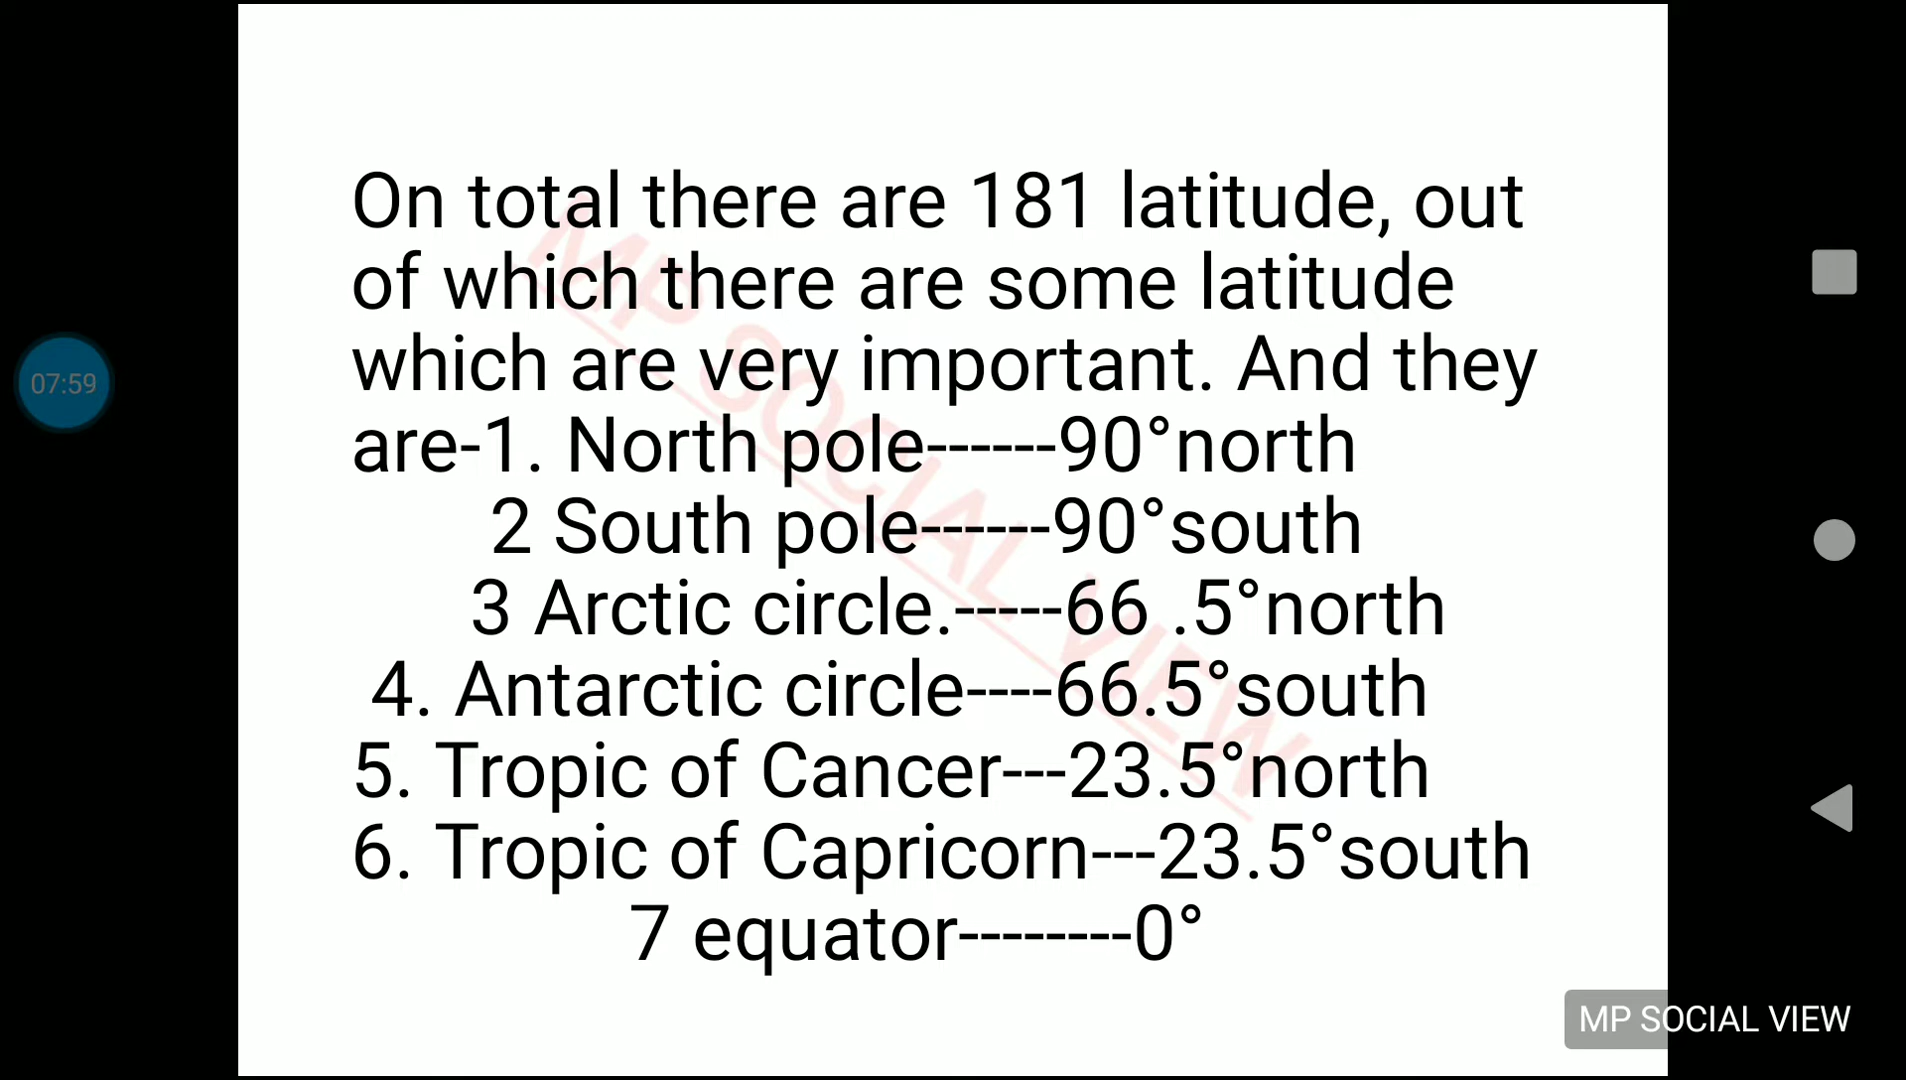 On total there are 181 latitude, out
of which there are some latitude
which are very important. And they
are-1. North pole------90°north
2 South pole------90°south
3 Arctic circle.-----66 .5°north
4. Antarctic circle----66.5°south
5. Tropic of Cancer---23.5°north
6. Tropic of Capricorn---23.5°south
7 equator--------0°
07:59
MP SOCIAL VIEW
MP SOCIAL VIEW